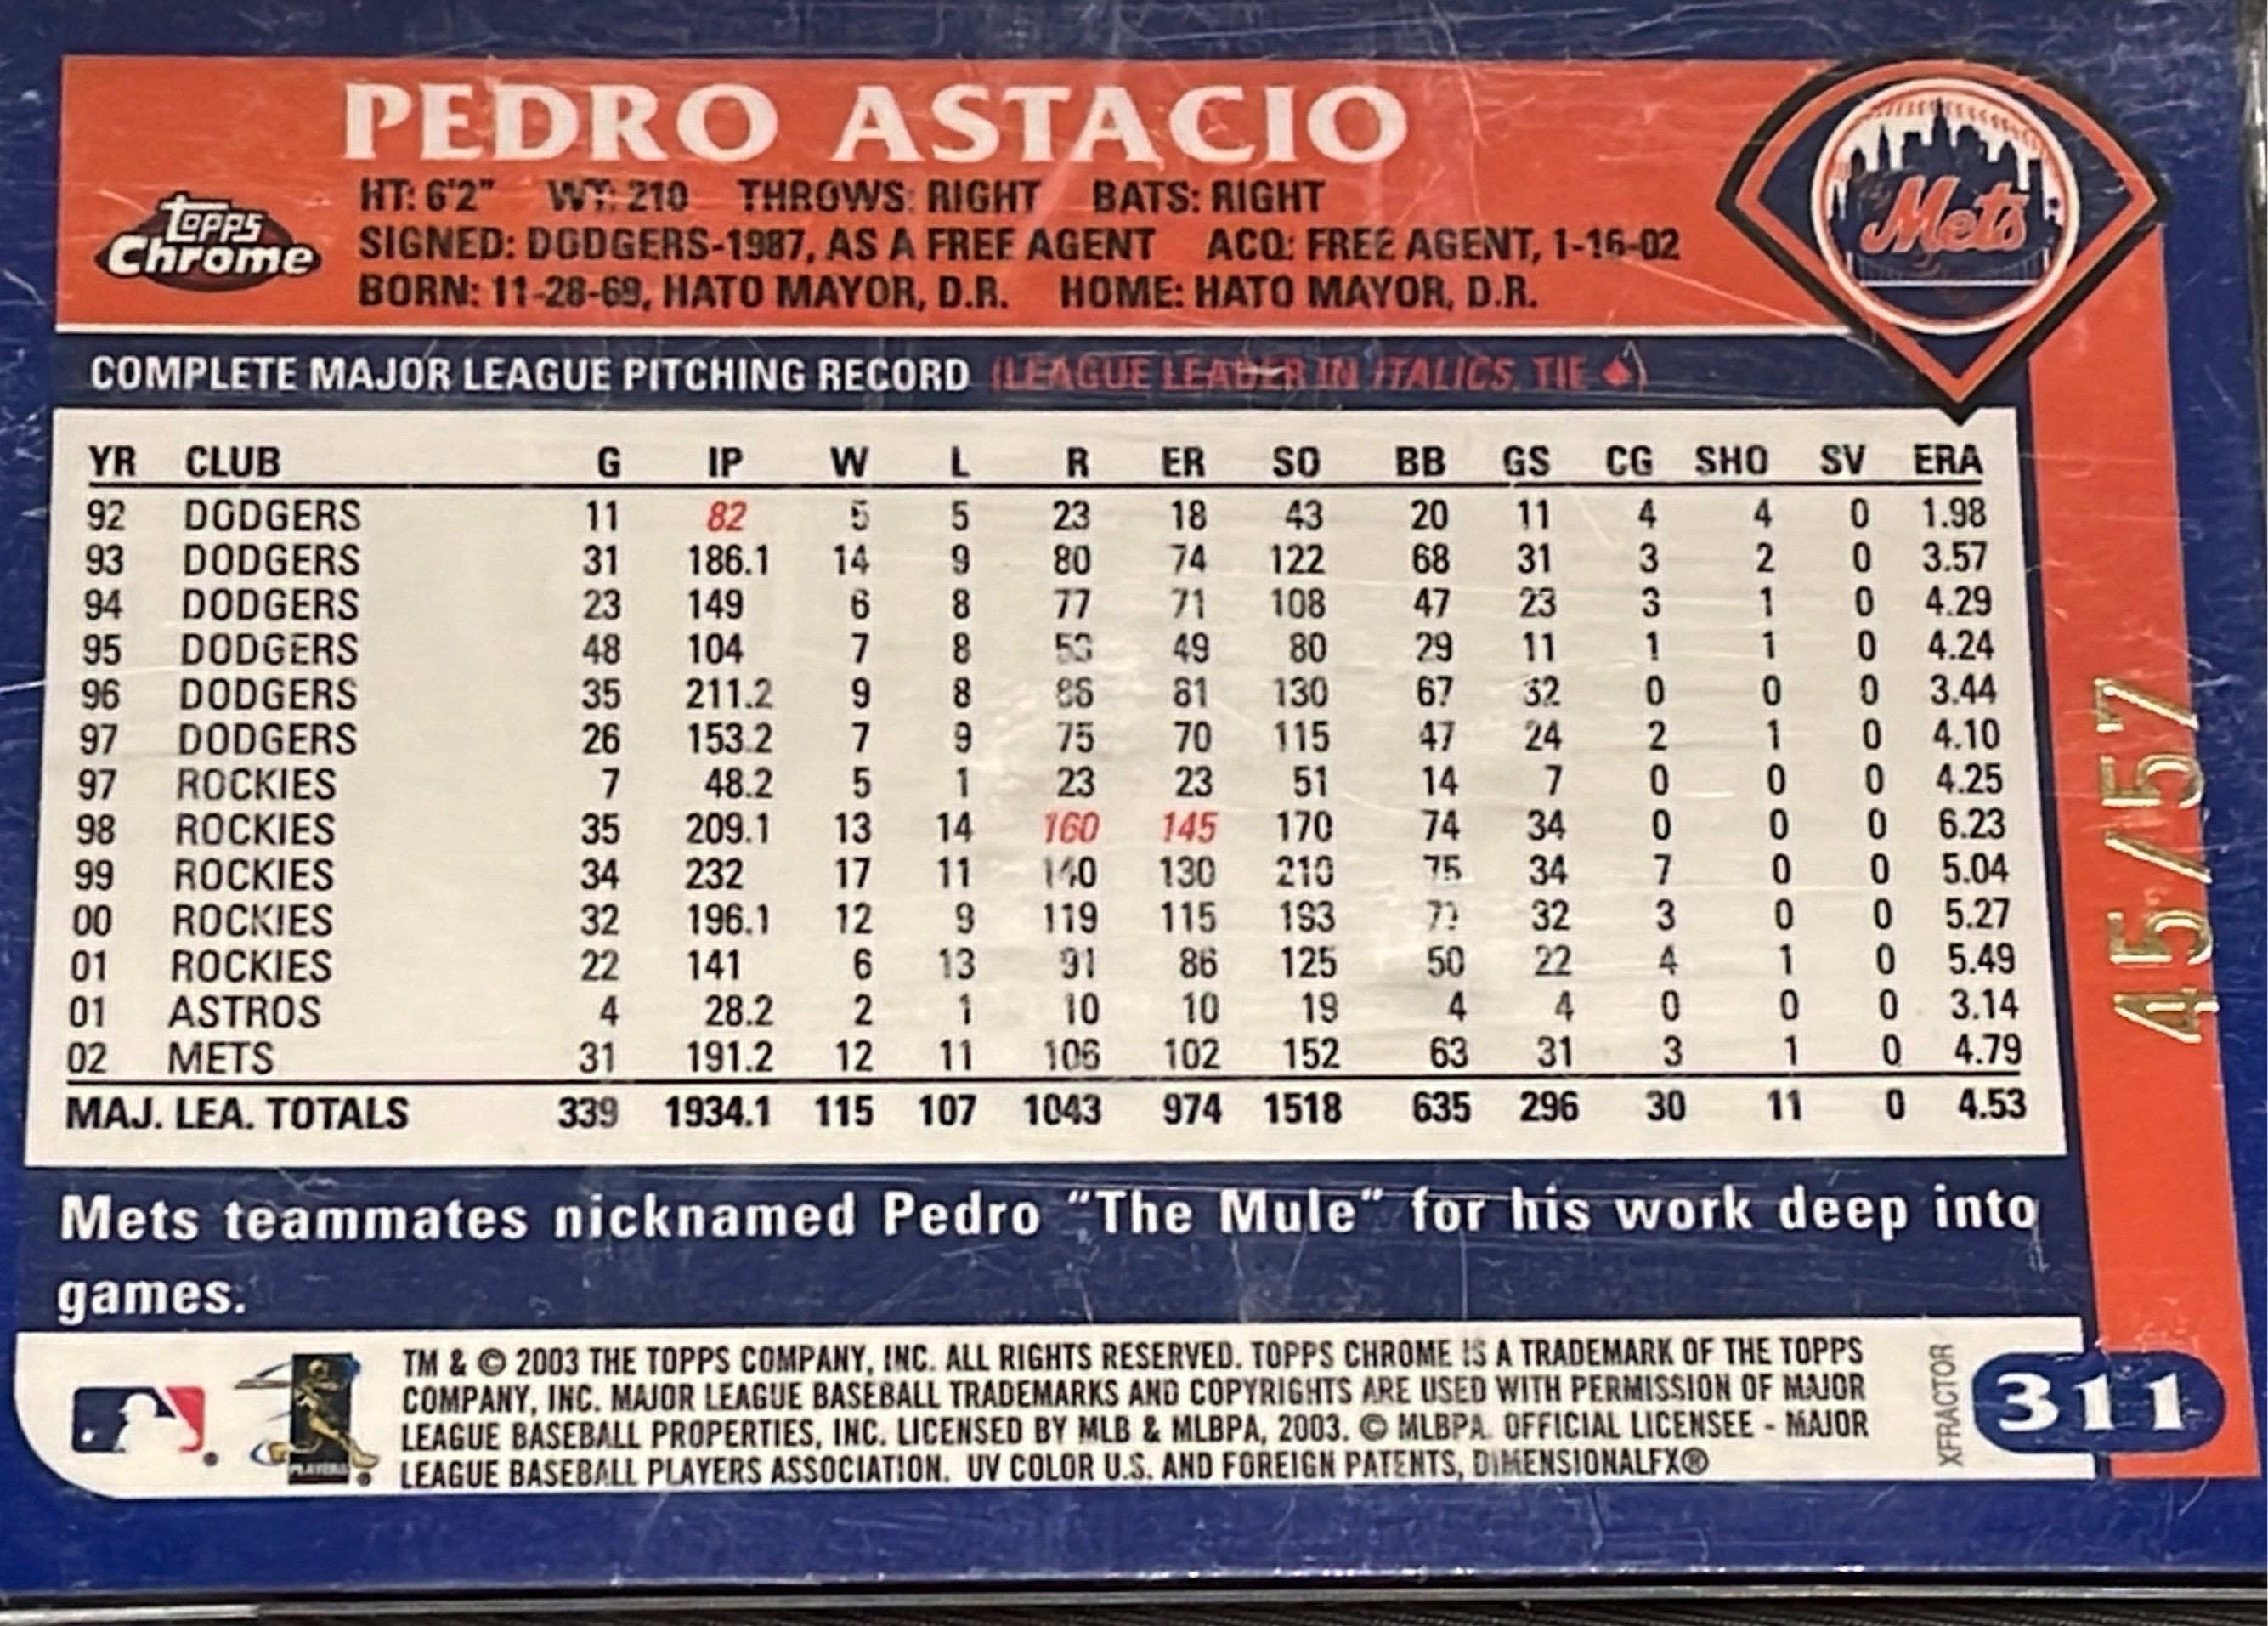 PEDRO ASTACIO
Topps Chrome
HT: 6'2" WT: 210 THROWS: RIGHT BATS: RIGHT
SIGNED: DODGERS-1987, AS A FREE AGENT ACQ: FREE AGENT, 1-16-02
BORN: 11-28-69, HATO MAYOR, D.R. HOME: HATO MAYOR, D.R.
Mets
COMPLETE MAJOR LEAGUE PITCHING RECORD (LEAGUE LEADER IN ITALICS, TIE ♦)
YR CLUB G IP W L R ER SO BB GS CG SHO SV ERA
92 DODGERS 11 82 5 5 23 18 43 20 11 4 4 0 1.98
93 DODGERS 31 186.1 14 9 80 74 122 68 31 3 2 0 3.57
94 DODGERS 23 149 6 8 77 71 108 47 23 3 1 0 4.29
95 DODGERS 48 104 7 8 53 49 80 29 11 1 1 0 4.24
96 DODGERS 35 211.2 9 8 86 81 130 67 32 0 0 0 3.44
97 DODGERS 26 153.2 7 9 75 70 115 47 24 2 1 0 4.10
97 ROCKIES 7 48.2 5 1 23 23 51 14 7 0 0 0 4.25
98 ROCKIES 35 209.1 13 14 160 145 170 74 34 0 0 0 6.23
99 ROCKIES 34 232 17 11 140 130 210 75 34 7 0 0 5.04
00 ROCKIES 32 196.1 12 9 119 115 193 77 32 3 0 0 5.27
01 ROCKIES 22 141 6 13 91 86 125 50 22 4 1 0 5.49
01 ASTROS 4 28.2 2 1 10 10 19 4 4 0 0 0 3.14
02 METS 31 191.2 12 11 106 102 152 63 31 3 1 0 4.79
MAJ. LEA. TOTALS 339 1934.1 115 107 1043 974 1518 635 296 30 11 0 4.53
45/57
Mets teammates nicknamed Pedro "The Mule" for his work deep into
games.
TM & © 2003 THE TOPPS COMPANY, INC. ALL RIGHTS RESERVED. TOPPS CHROME IS A TRADEMARK OF THE TOPPS
COMPANY, INC. MAJOR LEAGUE BASEBALL TRADEMARKS AND COPYRIGHTS ARE USED WITH PERMISSION OF MAJOR
LEAGUE BASEBALL PROPERTIES, INC. LICENSED BY MLB & MLBPA, 2003. © MLBPA. OFFICIAL LICENSEE - MAJOR
LEAGUE BASEBALL PLAYERS ASSOCIATION. UV COLOR U.S. AND FOREIGN PATENTS, DIMENSIONALFX®
PLAYERS
XFRACTOR
311